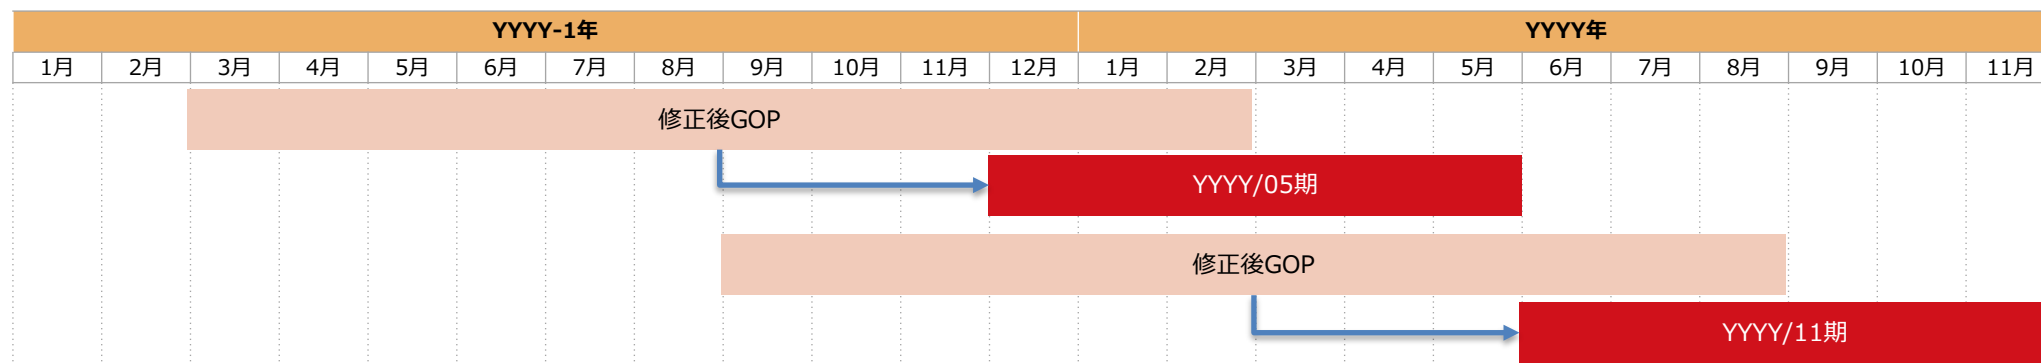 YYYY-1年 YYYY年
1月 2月 3月 4月 5月 6月 7月 8月 9月 10月 11月 12月 1月 2月 3月 4月 5月 6月 7月 8月 9月 10月 11月
修正後GOP
YYYY/05期
修正後GOP
YYYY/11期